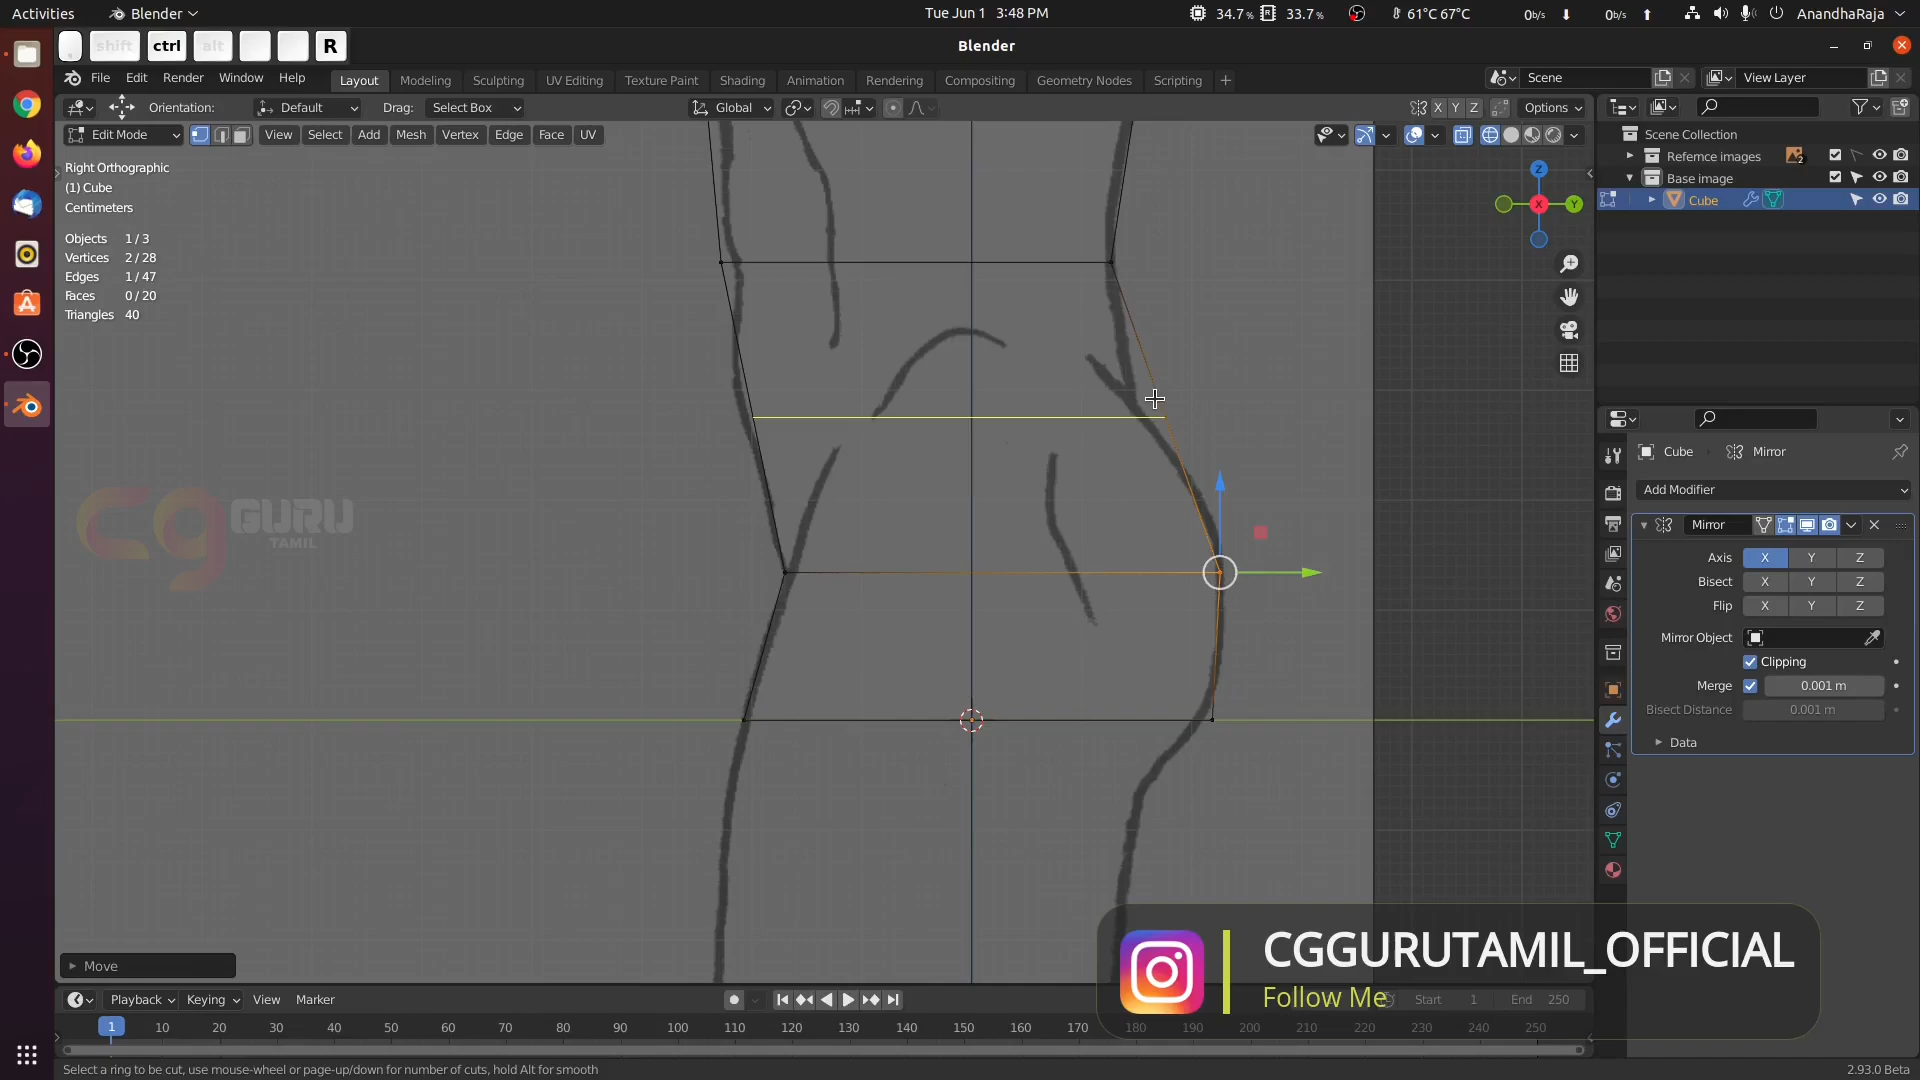 Activities
Blender
Tue Jun 1 3:48 PM
34.7%
33.7%
61°C 67°C
0b/s
0b/s
AnandhaRaja
shift
ctrl
alt
R
Blender
File
Edit
Render
Window
Help
Layout
Modeling
Sculpting
UV Editing
Texture Paint
Shading
Animation
Rendering
Compositing
Geometry Nodes
Scripting
+
Scene
View Layer
Orientation:
Default
Drag:
Select Box
Global
X
Y
Z
Options
Edit Mode
View
Select
Add
Mesh
Vertex
Edge
Face
UV
Scene Collection
Refernce images
2
Base image
Cube
Right Orthographic
(1) Cube
Centimeters
Objects 1 / 3
Vertices 2 / 28
Edges 1 / 47
Faces 0 / 20
Triangles 40
Z
X
Y
cg GURU
TAMIL
Cube
Mirror
Add Modifier
Mirror
Axis X Y Z
Bisect X Y Z
Flip X Y Z
Mirror Object
Clipping
Merge 0.001 m
Bisect Distance 0.001 m
Data
Move
CGGURUTAMIL_OFFICIAL
Follow Me
Playback
Keying
View
Marker
Start 1
End 250
1 10 20 30 40 50 60 70 80 90 100 110 120 130 140 150 160 170 180 190 200 210 220 230 240 250
Select a ring to be cut, use mouse-wheel or page-up/down for number of cuts, hold Alt for smooth
2.93.0 Beta